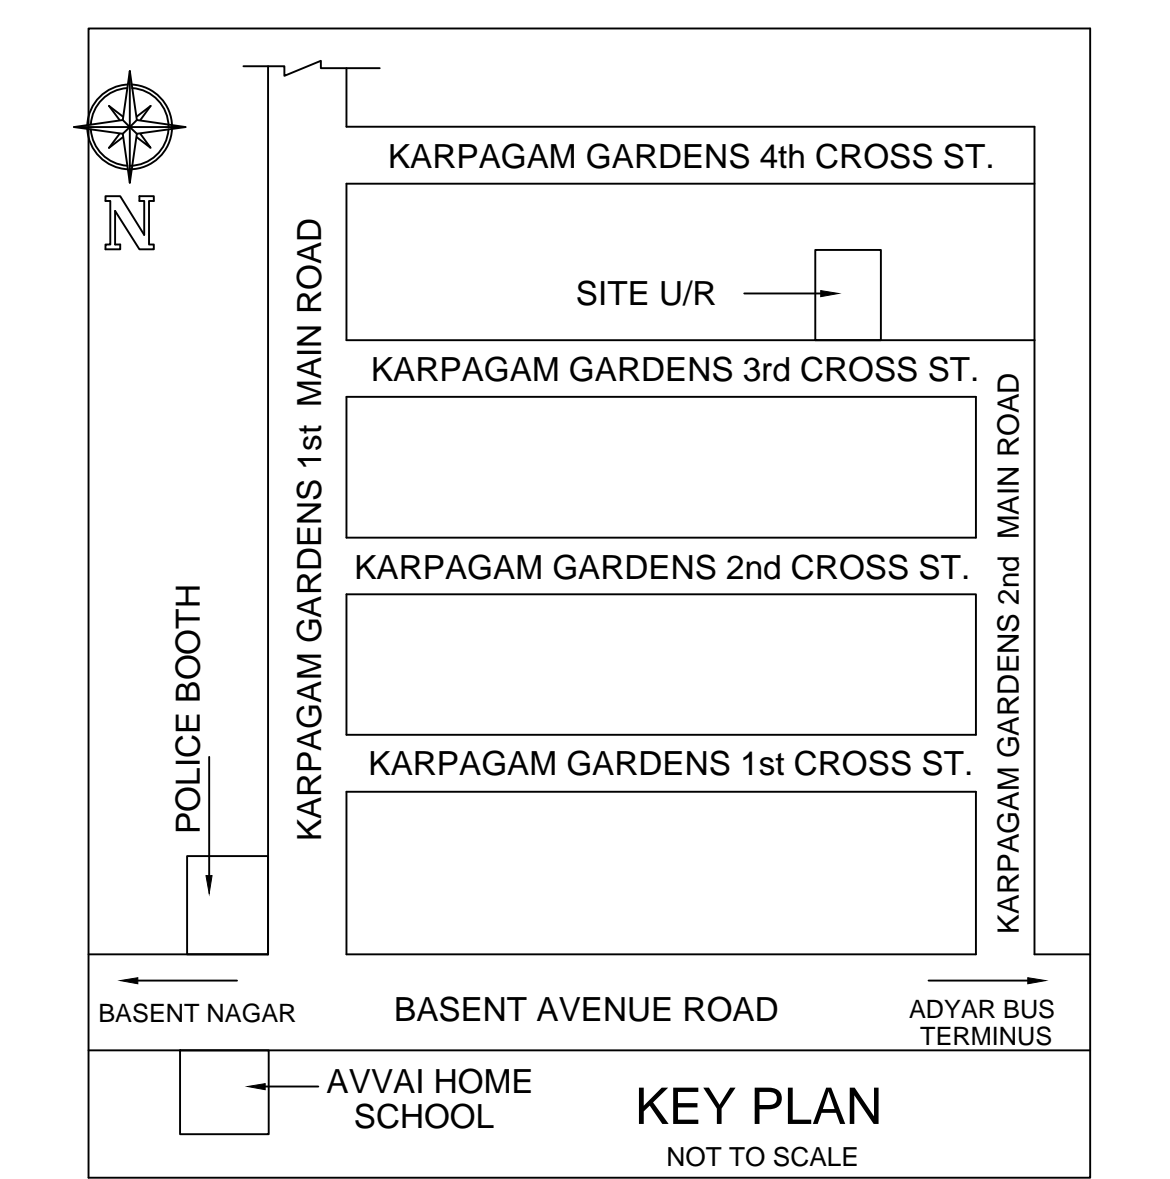 KARPAGAM GARDENS 4th CROSS ST.
N
KARPAGAM GARDENS 1st MAIN ROAD
SITE U/R
KARPAGAM GARDENS 3rd CROSS ST.
KARPAGAM GARDENS 2nd MAIN ROAD
KARPAGAM GARDENS 2nd CROSS ST.
POLICE BOOTH
KARPAGAM GARDENS 1st CROSS ST.
BASENT NAGAR
BASENT AVENUE ROAD
ADYAR BUS
TERMINUS
AVVAI HOME
SCHOOL
KEY PLAN
NOT TO SCALE